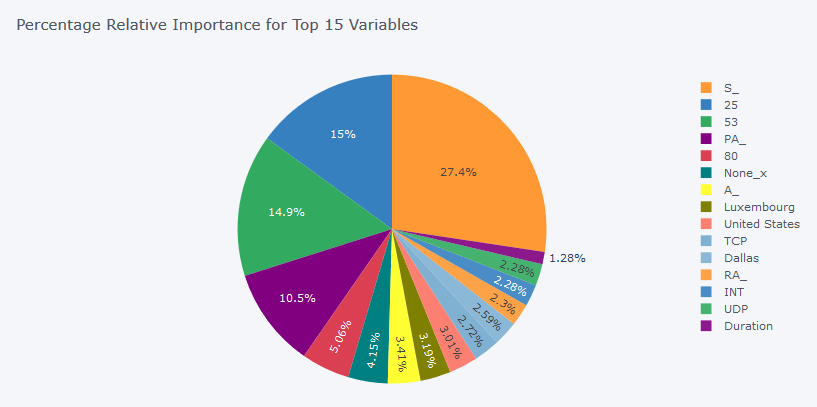 Percentage Relative Importance for Top 15 Variables
27.4%
15%
14.9%
10.5%
5.06%
4.15%
3.41%
3.19%
3.01%
2.72%
2.59%
2.3%
2.28%
2.28%
1.28%
S_
25
53
PA_
80
None_x
A_
Luxembourg
United States
TCP
Dallas
RA_
INT
UDP
Duration